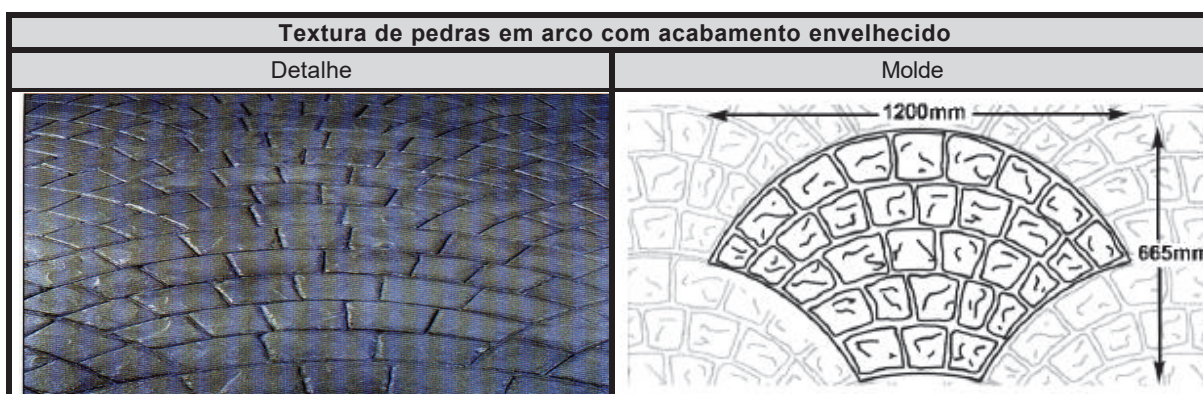 Textura de pedras em arco com acabamento envelhecido
Detalhe
Molde
1200mm
665mm